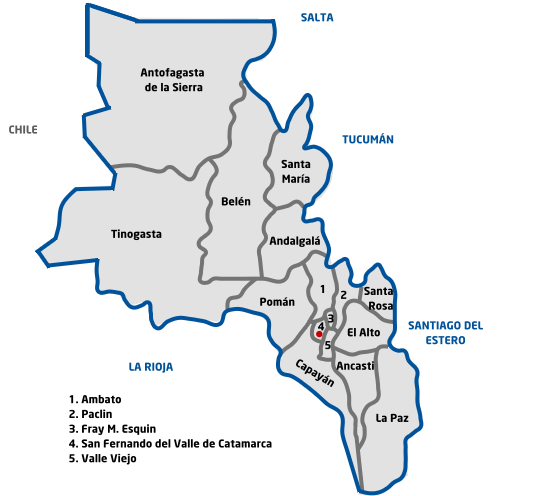 SALTA
Antofagasta
de la Sierra
CHILE
TUCUMÁN
Santa
María
Belén
Tinogasta
Andalgalá
1
2
Santa
Rosa
Pomán
3
4
El Alto
SANTIAGO DEL
ESTERO
5
Ancasti
Capayán
LA RIOJA
La Paz
1. Ambato
2. Paclin
3. Fray M. Esquin
4. San Fernando del Valle de Catamarca
5. Valle Viejo